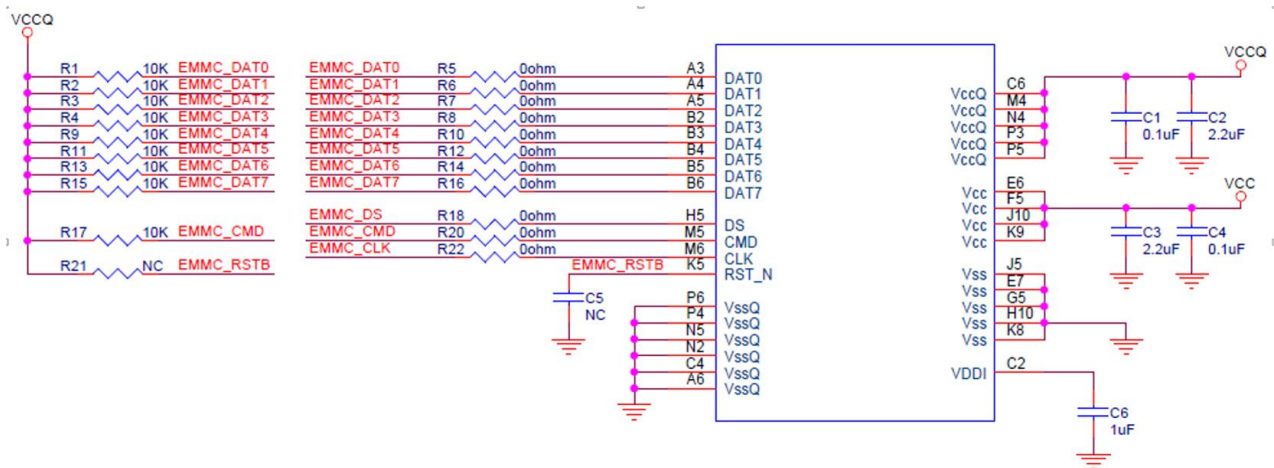 VCCQ
R1 10K EMMC_DAT0
R2 10K EMMC_DAT1
R3 10K EMMC_DAT2
R4 10K EMMC_DAT3
R9 10K EMMC_DAT4
R11 10K EMMC_DAT5
R13 10K EMMC_DAT6
R15 10K EMMC_DAT7
R17 10K EMMC_CMD
R21 NC EMMC_RSTB
EMMC_DAT0 R5 0ohm A3 DAT0
EMMC_DAT1 R6 0ohm A4 DAT1
EMMC_DAT2 R7 0ohm A5 DAT2
EMMC_DAT3 R8 0ohm B2 DAT3
EMMC_DAT4 R10 0ohm B3 DAT4
EMMC_DAT5 R12 0ohm B4 DAT5
EMMC_DAT6 R14 0ohm B5 DAT6
EMMC_DAT7 R16 0ohm B6 DAT7
EMMC_DS R18 0ohm H5 DS
EMMC_CMD R20 0ohm M5 CMD
EMMC_CLK R22 0ohm M6 CLK
EMMC_RSTB K5 RST_N
C5
NC
P6 VssQ
P4 VssQ
N5 VssQ
N2 VssQ
C4 VssQ
A6 VssQ
VccQ C6
VccQ M4
VccQ N4
VccQ P3
VccQ P5
VCCQ
C1
0.1uF
C2
2.2uF
Vcc E6
Vcc F5
Vcc J10
Vcc K9
VCC
C3
2.2uF
C4
0.1uF
Vss J5
Vss E7
Vss G5
Vss H10
Vss K8
VDDI C2
C6
1uF